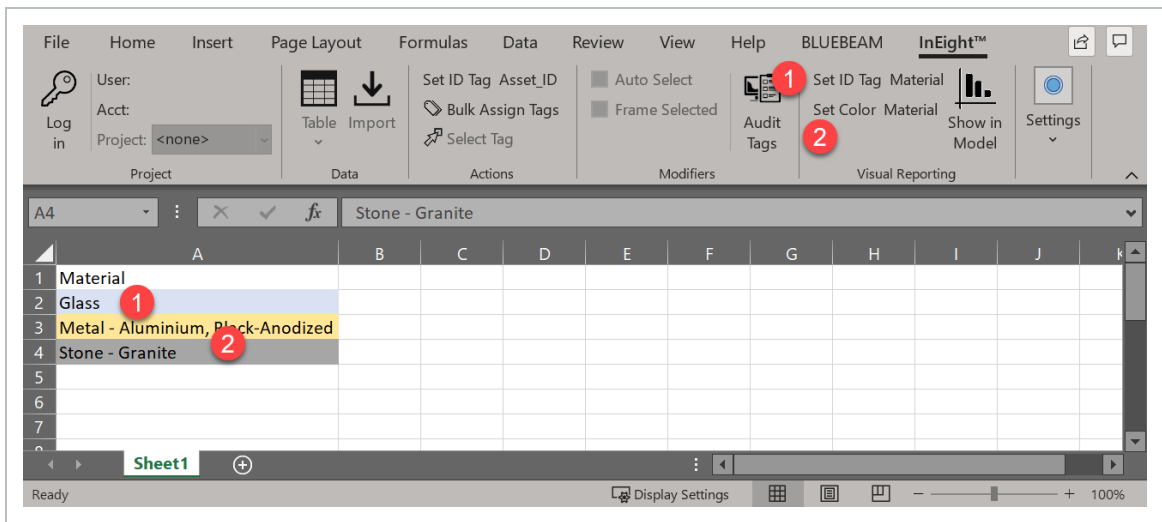 File Home Insert Page Layout Formulas Data Review View Help BLUEBEAM InEight™
User:
Acct:
Project: <none>
Log in
Project
Table
Import
Data
Set ID Tag Asset_ID
Bulk Assign Tags
Select Tag
Actions
Auto Select
Frame Selected
Modifiers
Audit Tags
1
Set ID Tag Material
Set Color Material
2
Show in Model
Visual Reporting
Settings
A4 fx Stone - Granite
A B C D E F G H I J K
1 Material
2 Glass 1
3 Metal - Aluminium, Black-Anodized
2
4 Stone - Granite
5
6
7
Sheet1
Ready Display Settings 100%